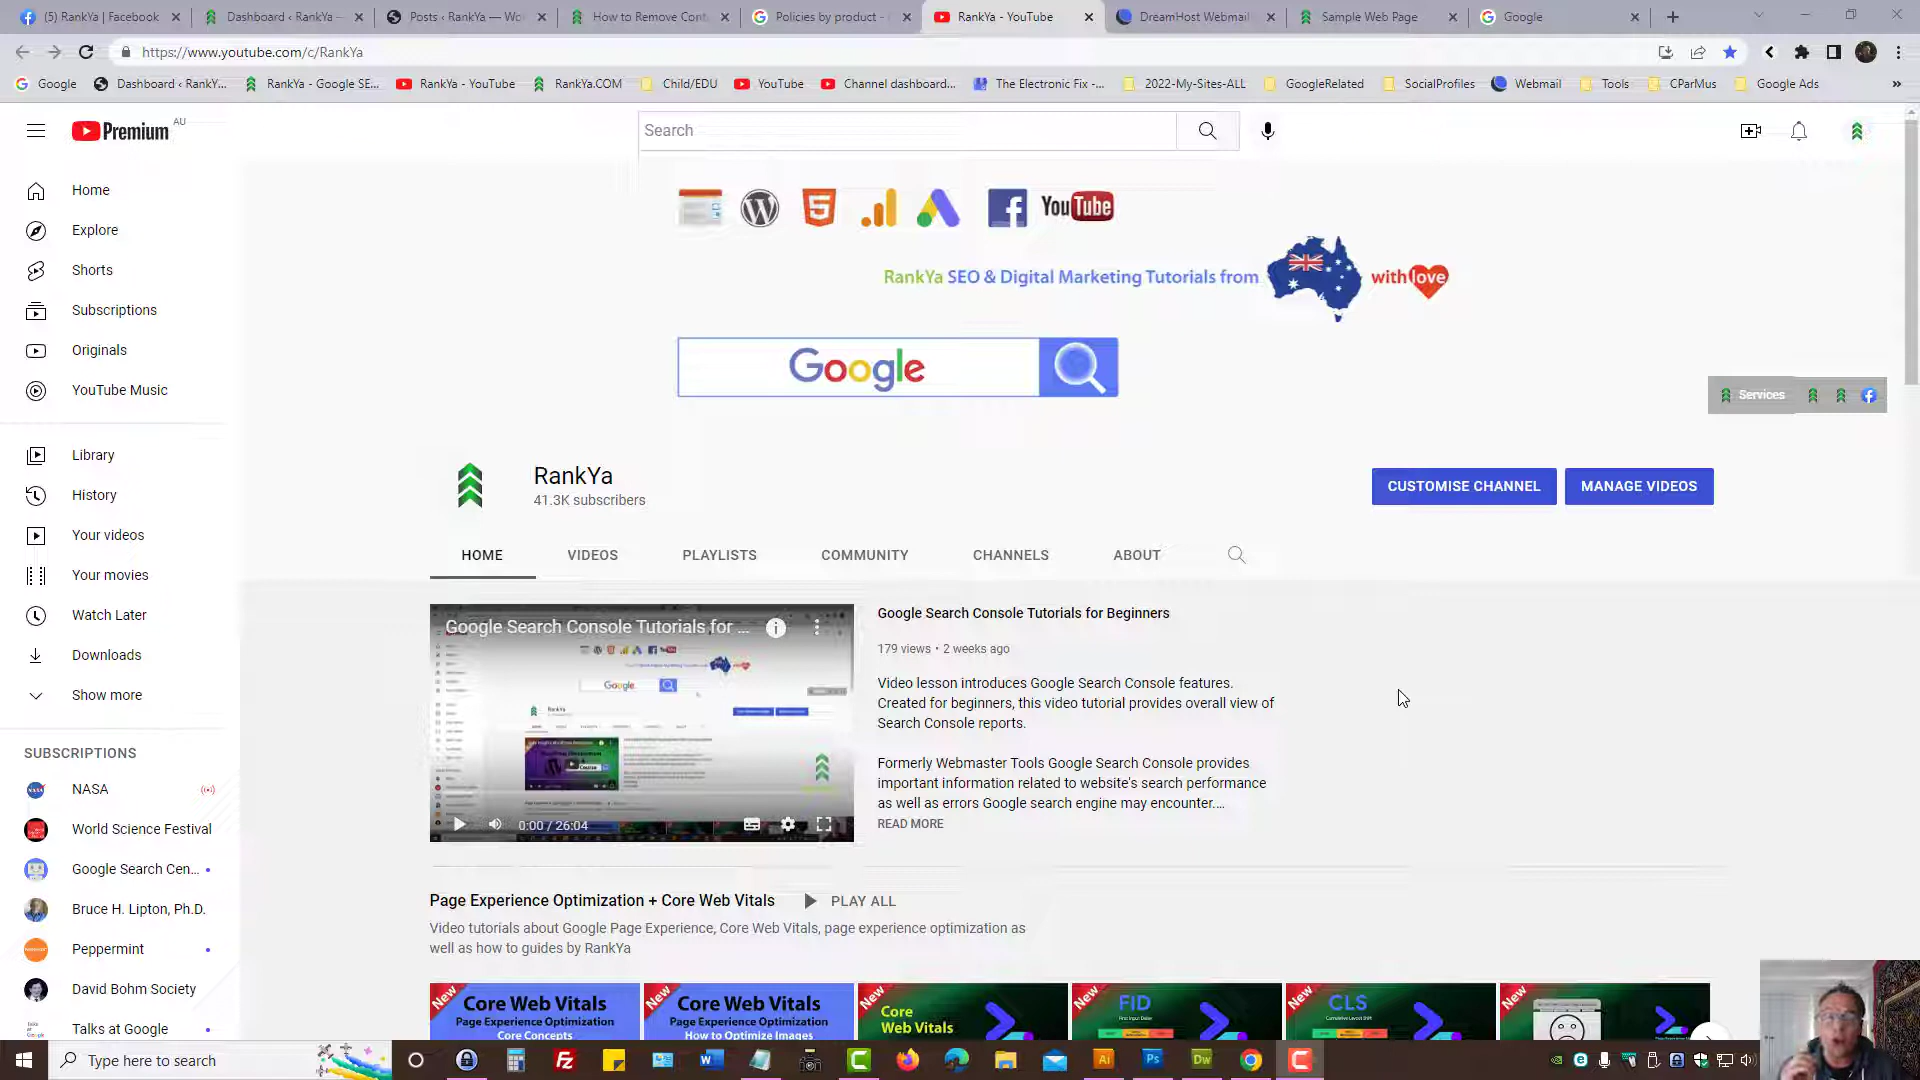 (5) RankYa | Facebook
Dashboard ‹ RankYa —
Posts ‹ RankYa — Wo
How to Remove Cont
Policies by product -
RankYa - YouTube
DreamHost Webmail
Sample Web Page
Google
https://www.youtube.com/c/RankYa
Google
Dashboard ‹ RankY...
RankYa - Google SE...
RankYa - YouTube
RankYa.COM
Child/EDU
YouTube
Channel dashboard...
The Electronic Fix -...
2022-My-Sites-ALL
GoogleRelated
SocialProfiles
Webmail
Tools
CParMus
Google Ads
»
Premium
AU
Search
Home
Explore
Shorts
Subscriptions
Originals
YouTube Music
Library
History
Your videos
Your movies
Watch Later
Downloads
Show more
SUBSCRIPTIONS
NASA
World Science Festival
Google Search Cen...
Bruce H. Lipton, Ph.D.
Peppermint
David Bohm Society
Talks at Google
YouTube
RankYa SEO & Digital Marketing Tutorials from
with love
Google
Services
RankYa
41.3K subscribers
CUSTOMISE CHANNEL
MANAGE VIDEOS
HOME
VIDEOS
PLAYLISTS
COMMUNITY
CHANNELS
ABOUT
Google Search Console Tutorials for ...
0:00 / 26:04
Google Search Console Tutorials for Beginners
179 views • 2 weeks ago
Video lesson introduces Google Search Console features.
Created for beginners, this video tutorial provides overall view of
Search Console reports.
Formerly Webmaster Tools Google Search Console provides
important information related to website's search performance
as well as errors Google search engine may encounter....
READ MORE
Page Experience Optimization + Core Web Vitals
PLAY ALL
Video tutorials about Google Page Experience, Core Web Vitals, page experience optimization as
well as how to guides by RankYa
New
Core Web Vitals
Page Experience Optimization
Core Concepts
New
Core Web Vitals
Page Experience Optimization
How to Optimize Images
New
Core
Web Vitals
New
FID
New
CLS
New
Type here to search